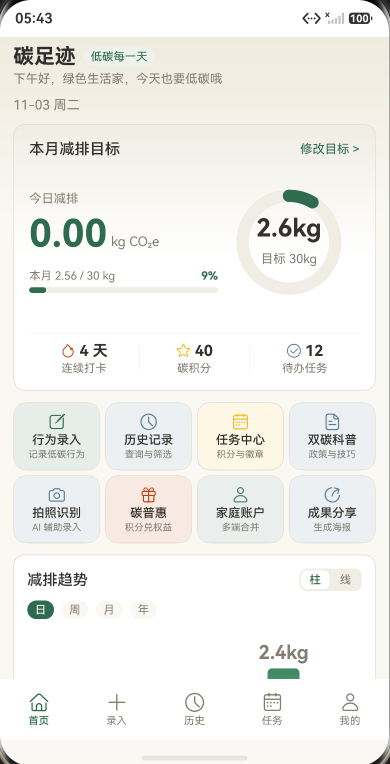 05:43
100
碳足迹 低碳每一天
下午好，绿色生活家，今天也要低碳哦
11-03 周二
本月减排目标 修改目标 >
今日减排
0.00 kg CO₂e
本月 2.56 / 30 kg 9%
2.6kg
目标 30kg
4 天 40 12
连续打卡 碳积分 待办任务
行为录入 历史记录 任务中心 双碳科普
记录低碳行为 查询与筛选 积分与徽章 政策与技巧
拍照识别 碳普惠 家庭账户 成果分享
AI 辅助录入 积分兑权益 多端合并 生成海报
减排趋势 柱 线
日 周 月 年
2.4kg
首页 录入 历史 任务 我的